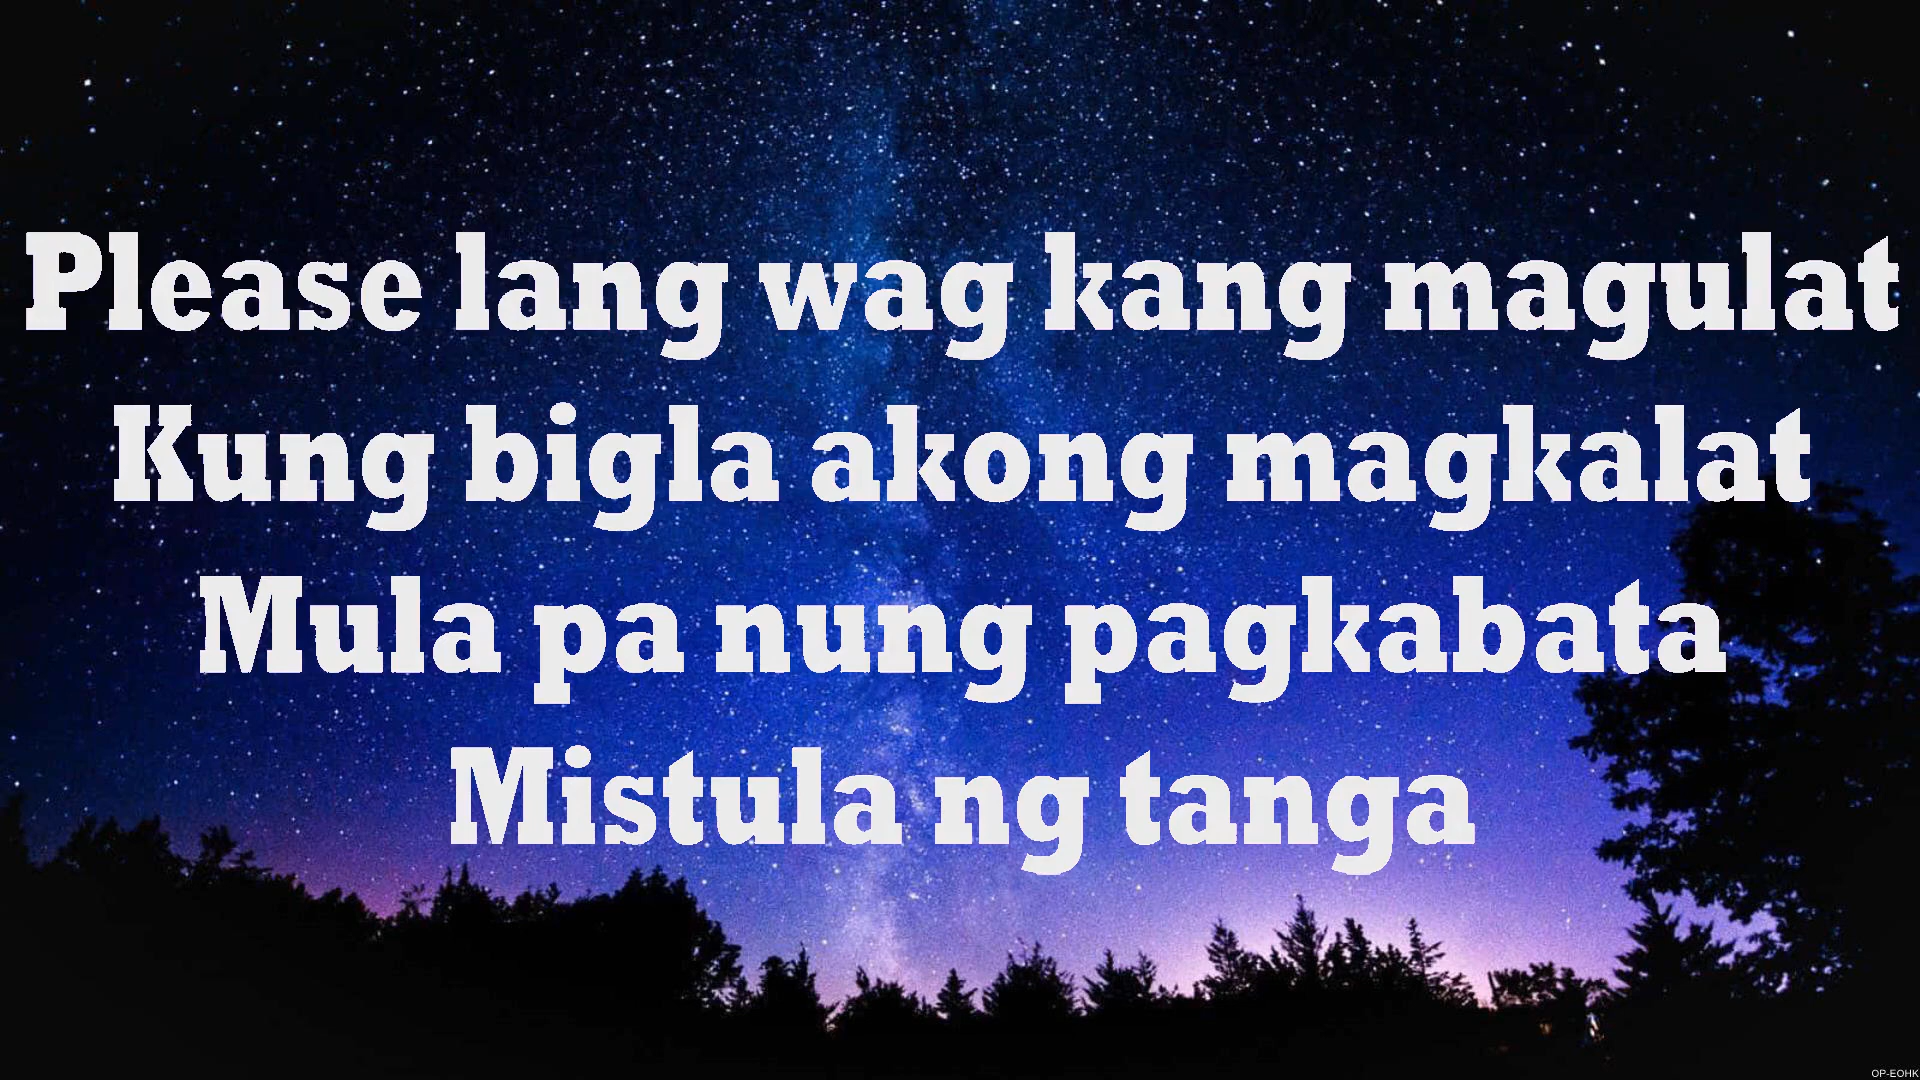 Please lang wag kang magulat
Kung bigla akong magkalat
Mula pa nung pagkabata
Mistula ng tanga
OP-EOHK